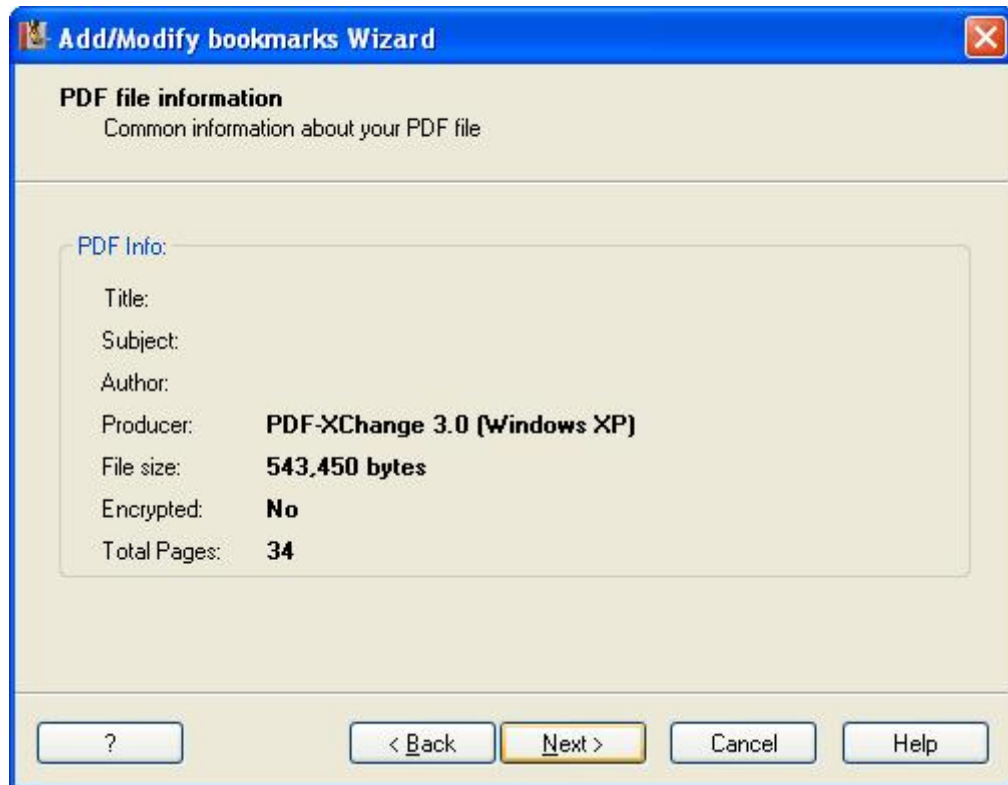 Add/Modify bookmarks Wizard
PDF file information
Common information about your PDF file
PDF Info:
Title:
Subject:
Author:
Producer: PDF-XChange 3.0 (Windows XP)
File size: 543,450 bytes
Encrypted: No
Total Pages: 34
? < Back Next > Cancel Help